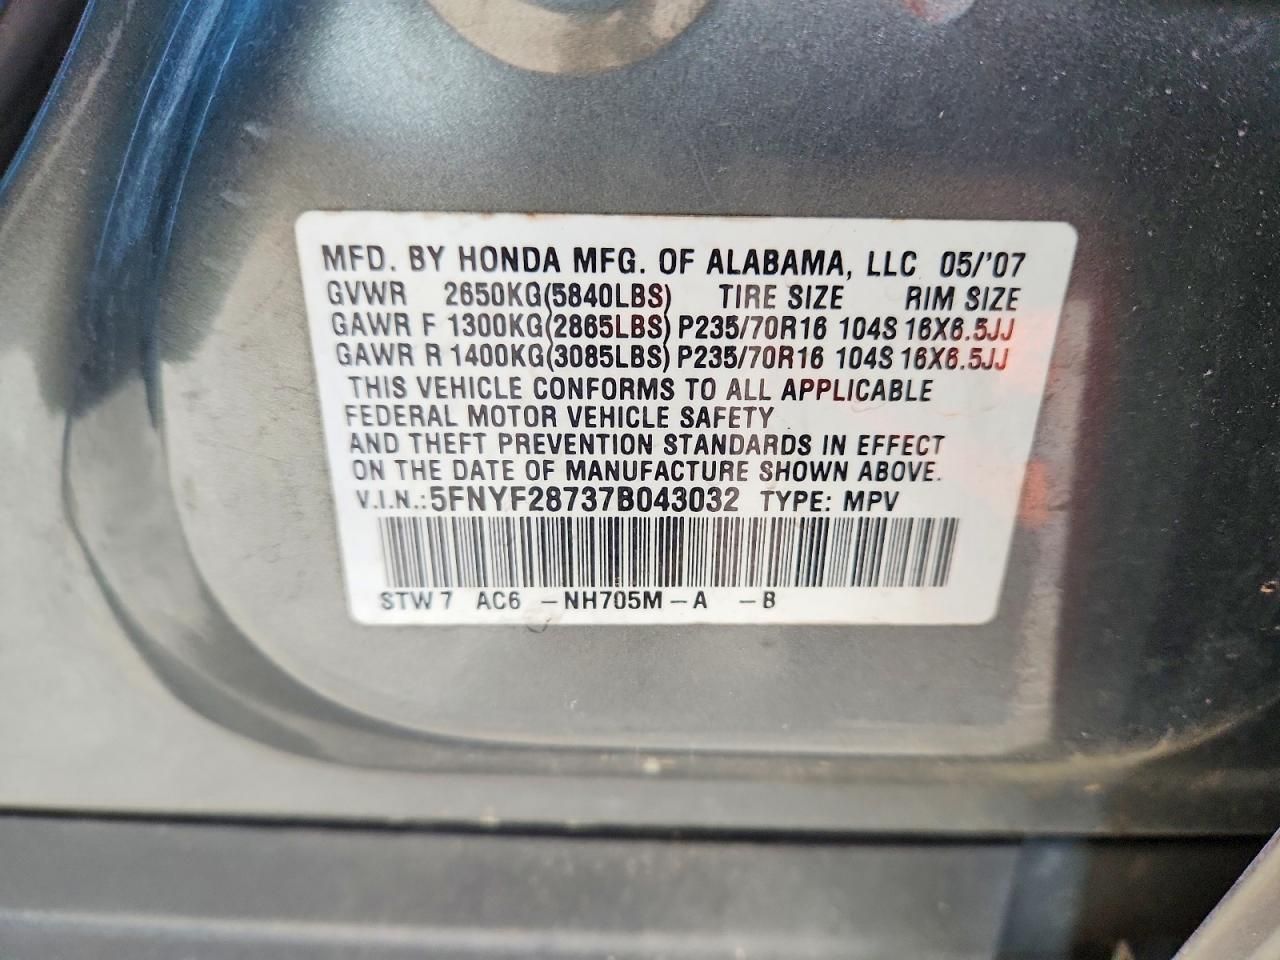 MFD. BY HONDA MFG. OF ALABAMA, LLC 05/'07
GVWR 2650KG(5840LBS) TIRE SIZE RIM SIZE
GAWR F 1300KG(2865LBS) P235/70R16 104S 16X6.5JJ
GAWR R 1400KG(3085LBS) P235/70R16 104S 16X6.5JJ
THIS VEHICLE CONFORMS TO ALL APPLICABLE
FEDERAL MOTOR VEHICLE SAFETY
AND THEFT PREVENTION STANDARDS IN EFFECT
ON THE DATE OF MANUFACTURE SHOWN ABOVE.
V.I.N.:5FNYF28737B043032 TYPE: MPV
STW7 AC6 -NH705M-A -B